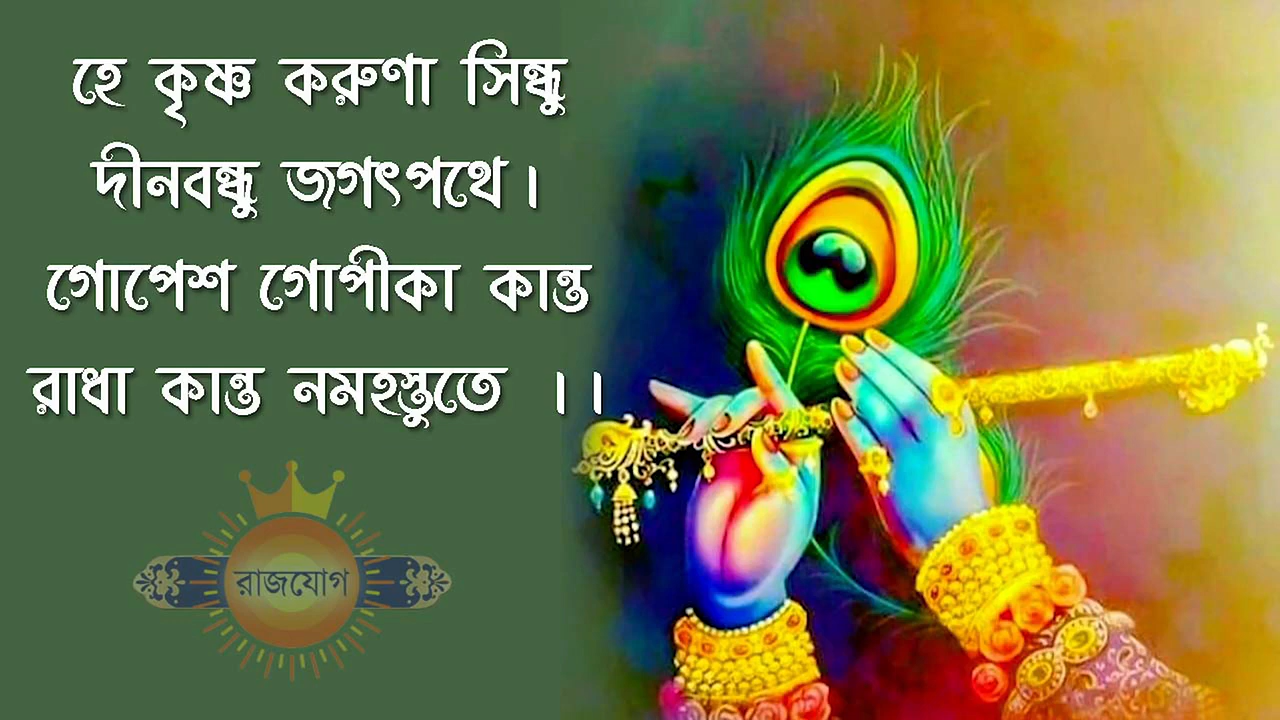 হে কৃষ্ণ করুণা সিন্ধু
দীনবন্ধু জগৎপথে।
গোপেশ গোপীকা কান্ত
রাধা কান্ত নমহস্তুতে ।।
রাজযোগ